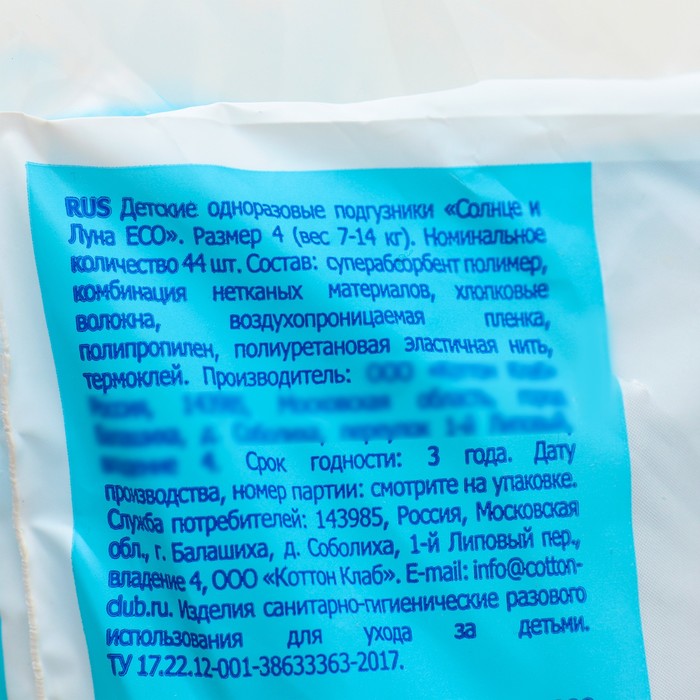 RUS Детские одноразовые подгузники «Солнце и
Луна ECO». Размер 4 (вес 7-14 кг). Номинальное
количество 44 шт. Состав: суперабсорбент полимер,
комбинация нетканых материалов, хлопковые
волокна, воздухопроницаемая пленка,
полипропилен, полиуретановая эластичная нить,
термоклей. Производитель:
Срок годности: 3 года. Дату
производства, номер партии: смотрите на упаковке.
Служба потребителей: 143985, Россия, Московская
обл., г. Балашиха, д. Соболиха, 1-й Липовый пер.,
владение 4, ООО «Коттон Клаб». E-mail: info@cotton-
club.ru. Изделия санитарно-гигиенические разового
использования для ухода за детьми.
ТУ 17.22.12-001-38633363-2017.